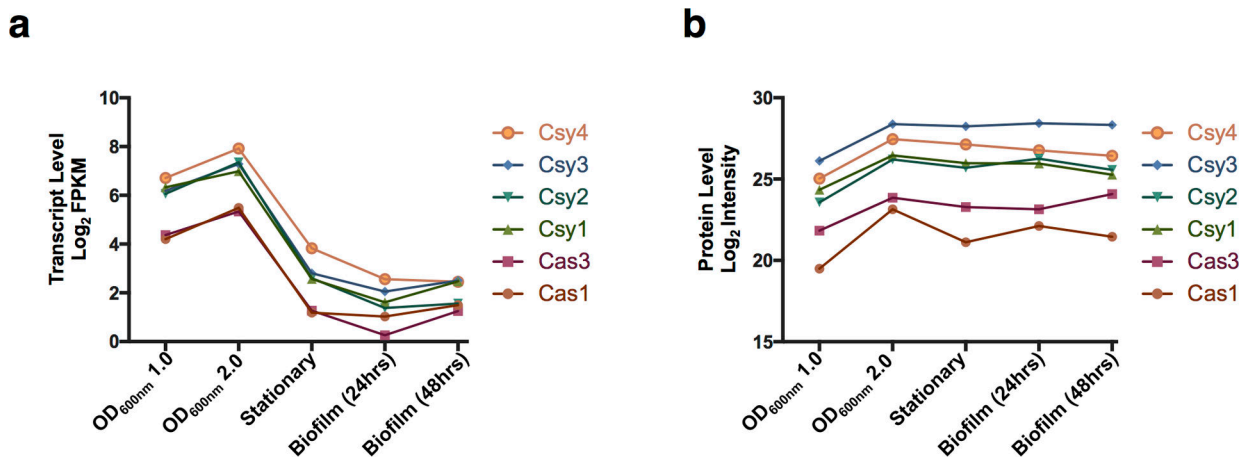 a
Transcript Level
Log2 FPKM
10
8
6
4
2
0
OD600nm 1.0
OD600nm 2.0
Stationary
Biofilm (24hrs)
Biofilm (48hrs)
Csy4
Csy3
Csy2
Csy1
Cas3
Cas1
b
Protein Level
Log2 Intensity
30
25
20
15
OD600nm 1.0
OD600nm 2.0
Stationary
Biofilm (24hrs)
Biofilm (48hrs)
Csy4
Csy3
Csy2
Csy1
Cas3
Cas1